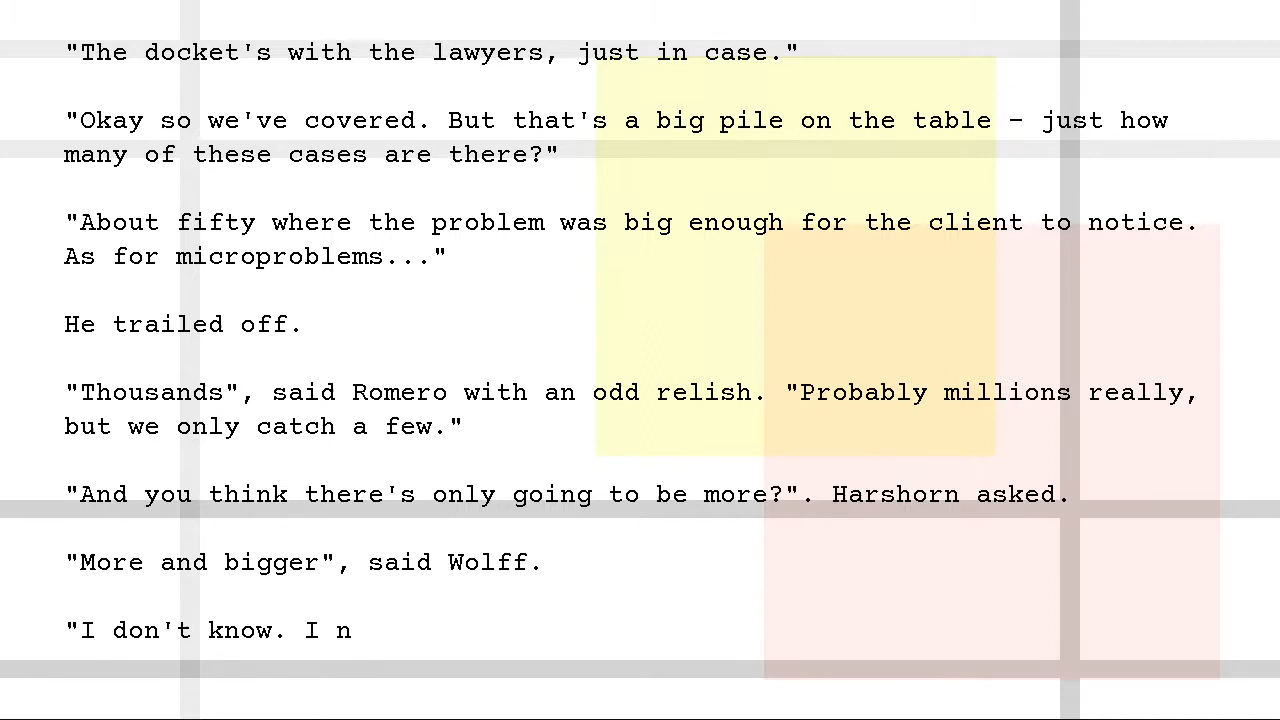 "The docket's with the lawyers, just in case."
"Okay so we've covered. But that's a big pile on the table – just how
many of these cases are there?"
"About fifty where the problem was big enough for the client to notice.
As for microproblems..."
He trailed off.
"Thousands", said Romero with an odd relish. "Probably millions really,
but we only catch a few."
"And you think there's only going to be more?". Harshorn asked.
"More and bigger", said Wolff.
"I don't know. I n